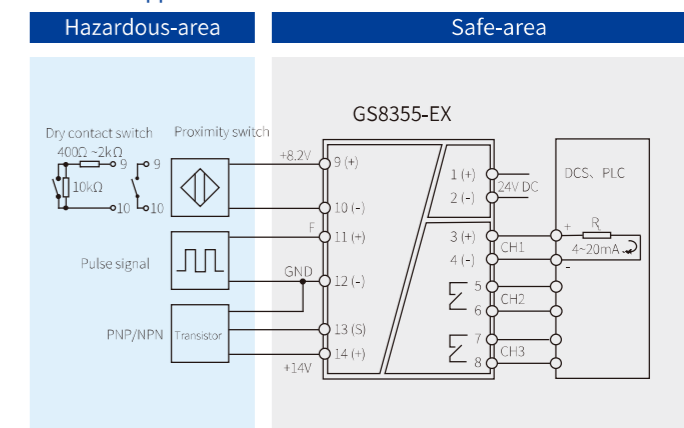 Hazardous-area
Safe-area
GS8355-EX
Dry contact switch
Proximity switch
400Ω ~2kΩ
9
9
10kΩ
10
10
+8.2V
9 (+)
10 (-)
F
11 (+)
Pulse signal
GND
12 (-)
PNP/NPN
Transistor
13 (S)
14 (+)
+14V
1 (+)
2 (-)
24V DC
3 (+)
4 (-)
CH1
5
6
CH2
7
8
CH3
DCS、PLC
+
RL
4~20mA
-